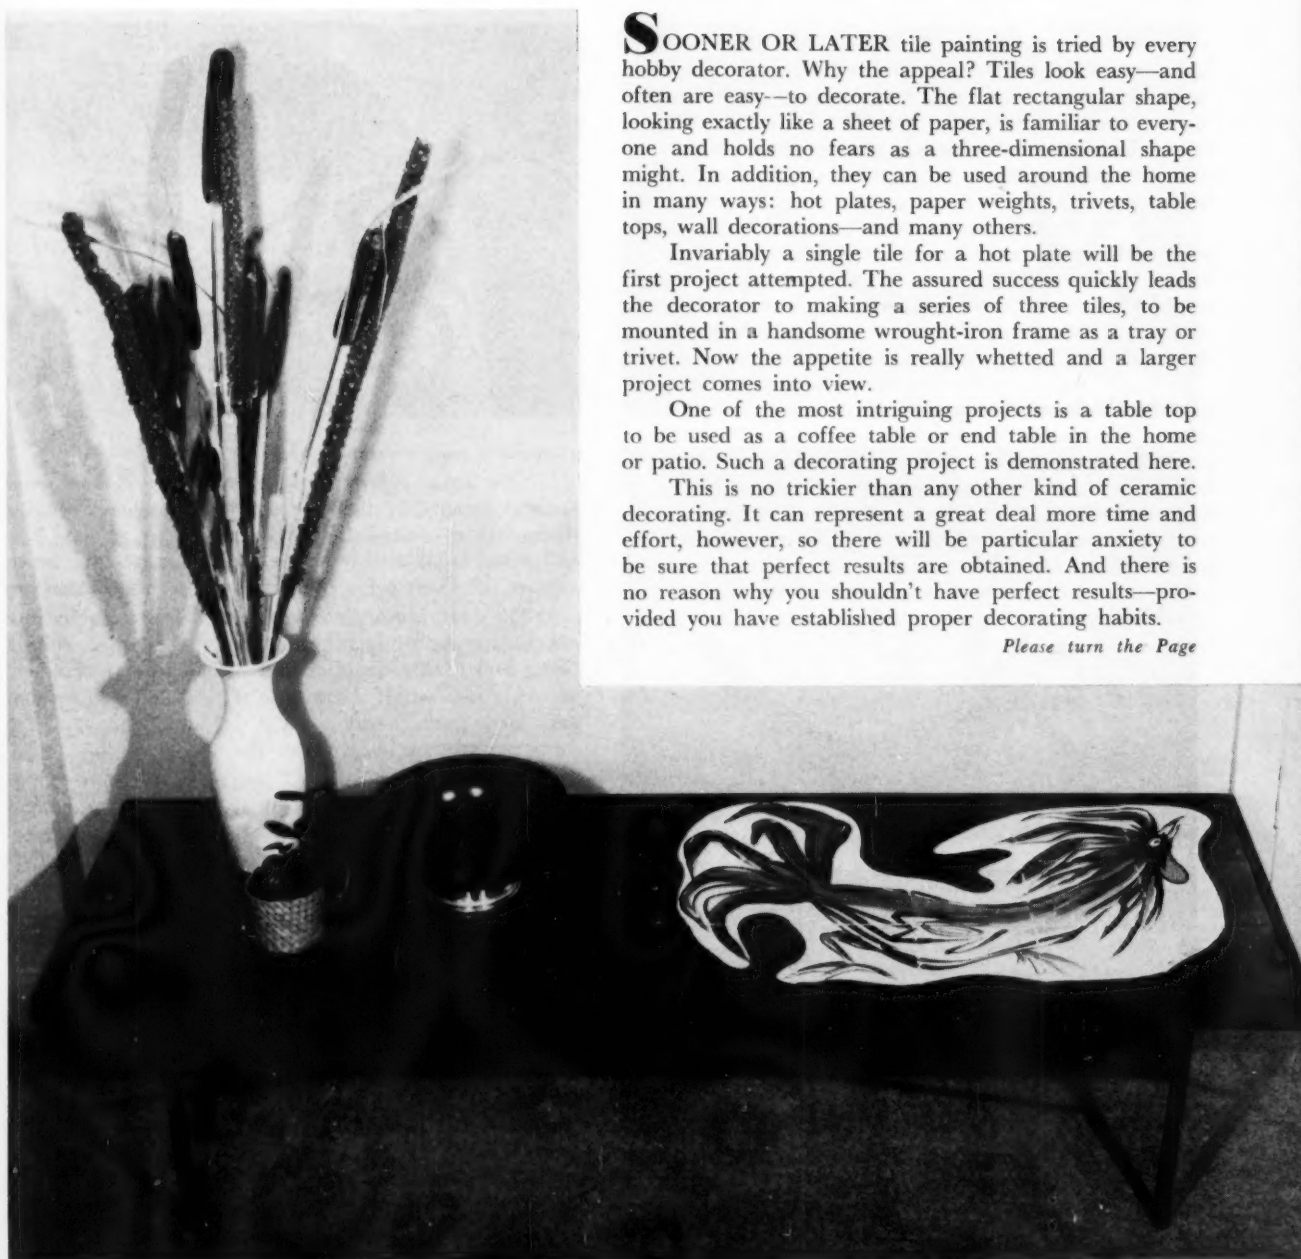 SOONER OR LATER tile painting is tried by every
hobby decorator. Why the appeal? Tiles look easy—and
often are easy--—to decorate. The flat rectangular shape,
looking exactly like a sheet of paper, is familiar to every-
one and holds no fears as a three-dimensional shape
might. In addition, they can be used around the home
in many ways: hot plates, paper weights, trivets, table
tops, wall decorations—and many others.
Invariably a single tile for a hot plate will be the
first project attempted. The assured success quickly leads
the decorator to making a series of three tiles, to be
mounted in a handsome wrought-iron frame as a tray or
trivet. Now the appetite is really whetted and a larger
project comes into view.
One of the most intriguing projects is a table top
to be used as a coffee table or end table in the home
or patio. Such a decorating project is demonstrated here.
This is no trickier than any other kind of ceramic
decorating. It can represent a great deal more time and
effort, however, so there will be particular anxiety to
be sure that perfect results are obtained. And there is
no reason why you shouldn't have perfect results—pro-
vided you have established proper decorating habits.
Please turn the Page